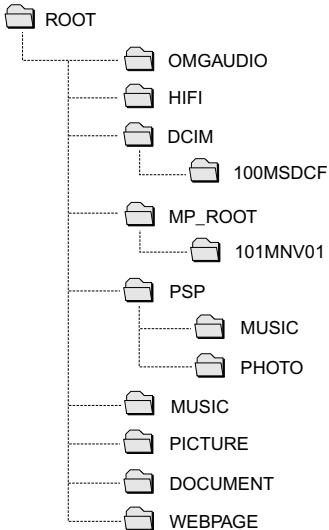 ROOT
OMGAUDIO
HIFI
DCIM
100MSDCF
MP_ROOT
101MNV01
PSP
MUSIC
PHOTO
MUSIC
PICTURE
DOCUMENT
WEBPAGE